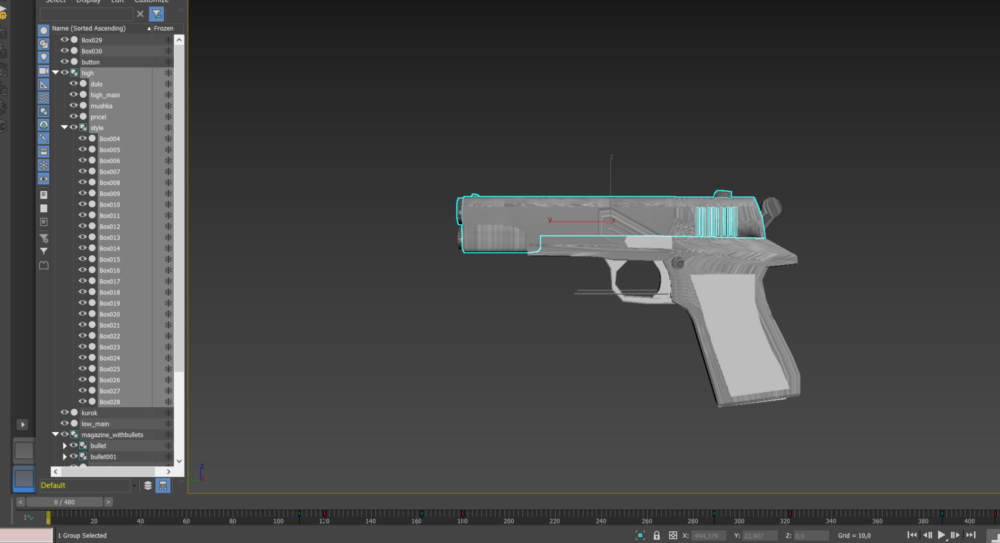 Select Display Edit Customize
Name (Sorted Ascending) Frozen
Box029
Box030
button
high
dulo
high_main
mushka
pricel
style
Box004
Box005
Box006
Box007
Box008
Box009
Box010
Box011
Box012
Box013
Box014
Box015
Box016
Box017
Box018
Box019
Box020
Box021
Box022
Box023
Box024
Box025
Box026
Box027
Box028
kurok
low_main
magazine_withbullets
bullet
bullet001
Default
z
y x
z
y x
< 0 / 480 >
0 20 40 60 80 100 120 140 160 180 200 220 240 260 280 300 320 340 360 380 400
1 Group Selected X: -994,379 Y: 22,907 Z: 0,0 Grid = 10,0